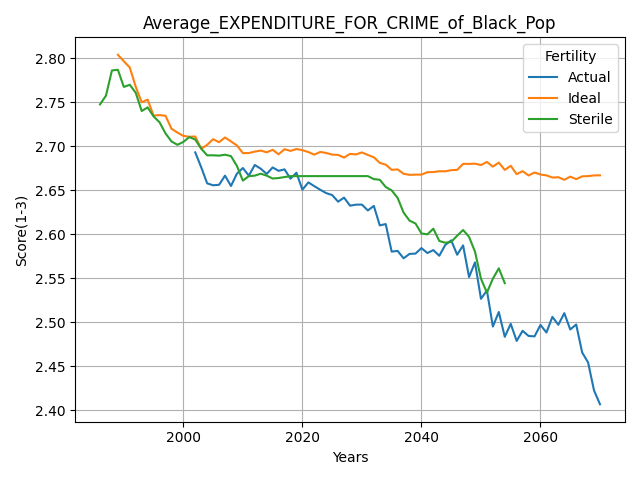 Average_EXPENDITURE_FOR_CRIME_of_Black_Pop
Fertility
Actual
Ideal
Sterile
Score(1-3)
2.80
2.75
2.70
2.65
2.60
2.55
2.50
2.45
2.40
2000 2020 2040 2060
Years